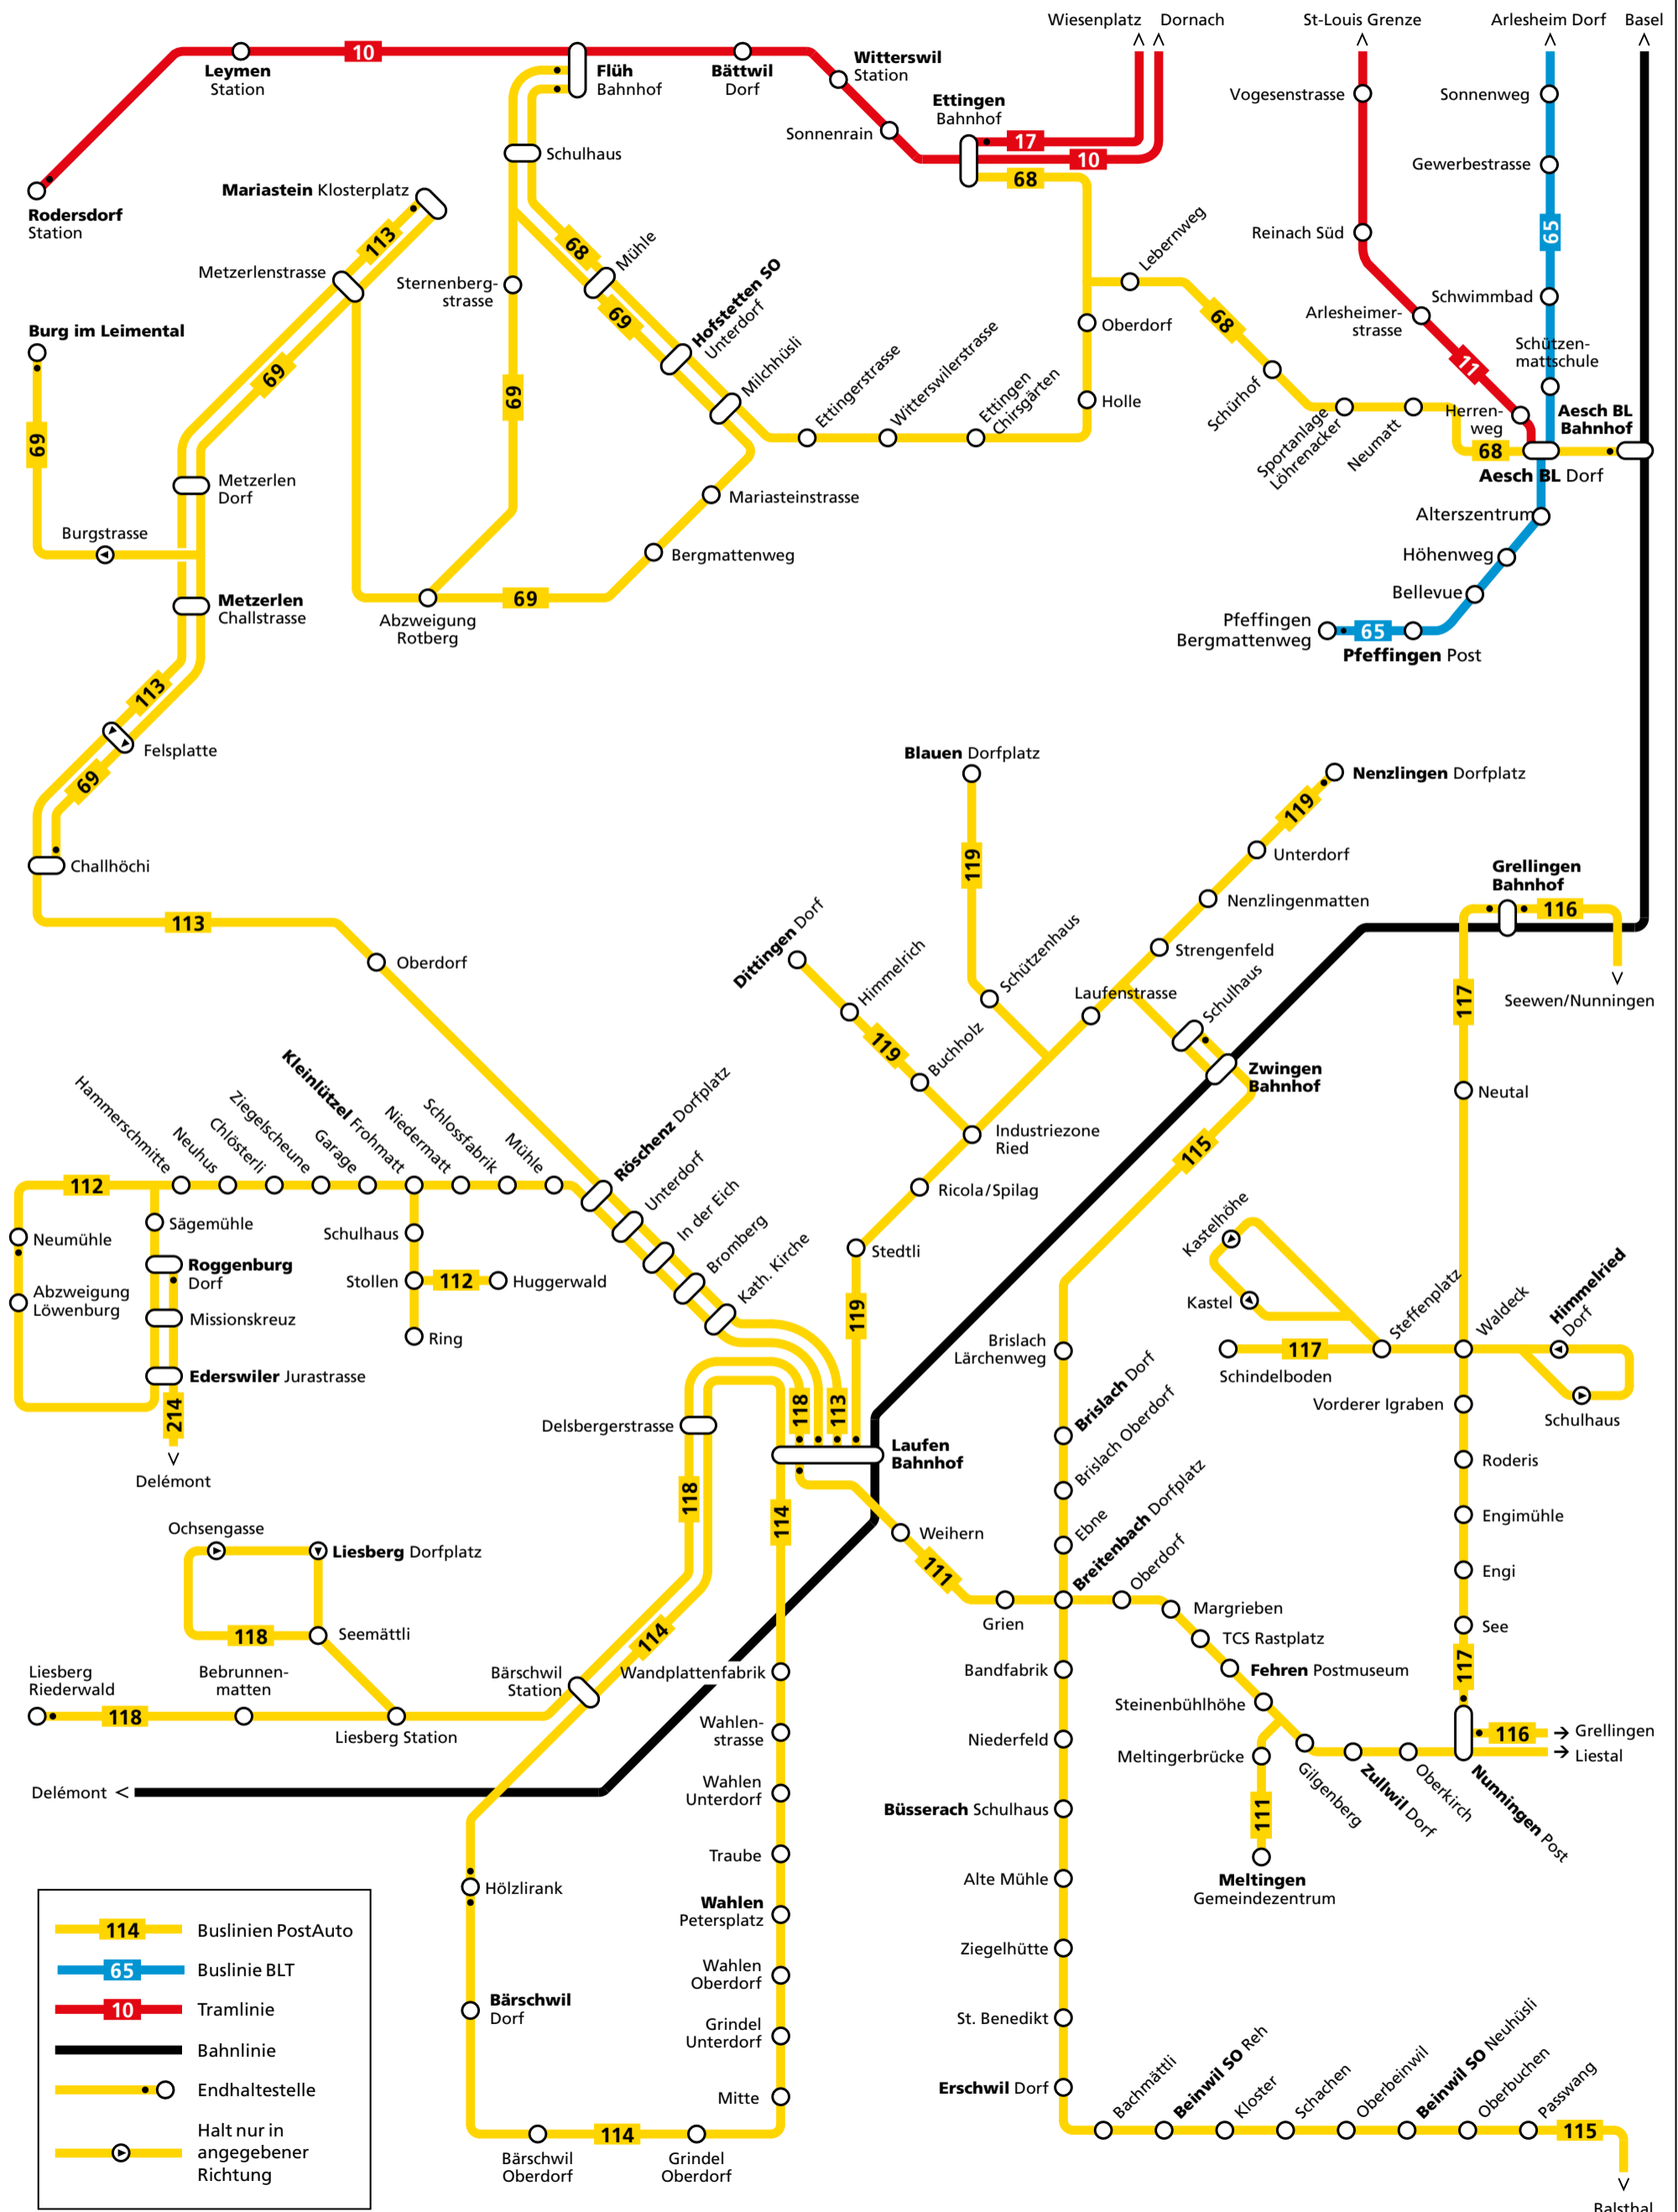 Wiesenplatz
Dornach
St-Louis Grenze
Arlesheim Dorf
Basel
10
Leymen
Station
Flüh
Bahnhof
Bättwil
Dorf
Witterswil
Station
Sonnenrain
Ettingen
Bahnhof
17
10
68
Vogesenstrasse
Sonnenweg
Gewerbestrasse
65
Reinach Süd
Schwimmbad
Arlesheimer-
strasse
Schützen-
mattschule
11
Herren-
weg
Aesch BL
Bahnhof
68
Aesch BL Dorf
Alterszentrum
Höhenweg
Bellevue
Pfeffingen
Bergmattenweg
65
Pfeffingen Post
Rodersdorf
Station
Schulhaus
Mariastein Klosterplatz
113
Metzerlenstrasse
Sternenberg-
strasse
68
Mühle
69
Hofstetten SO
Unterdorf
Milchhüsli
Ettingerstrasse
Witterswilerstrasse
Ettingen
Chirsgärten
Lebernweg
Oberdorf
Holle
68
Schürhof
Sportanlage
Löhrenacker
Neumatt
Burg im Leimental
69
69
69
Metzerlen
Dorf
Burgstrasse
Metzerlen
Challstrasse
Mariasteinstrasse
Bergmattenweg
69
Abzweigung
Rotberg
113
Felsplatte
69
Challhöchi
113
Oberdorf
Blauen Dorfplatz
119
Nenzlingen Dorfplatz
119
Unterdorf
Nenzlingenmatten
Strengenfeld
Dittingen Dorf
Himmelrich
119
Buchholz
Schützenhaus
Laufenstrasse
Schulhaus
Zwingen
Bahnhof
Industriezone
Ried
Ricola/Spilag
Stedtli
119
115
Grellingen
Bahnhof
116
117
Seewen/Nunningen
Neutal
Kastelhöhe
Kastel
Steffenplatz
Waldeck
Himmelried
Dorf
117
Schindelboden
Schulhaus
Vorderer Igraben
Roderis
Engimühle
Engi
See
117
116
Grellingen
Liestal
Nunningen Post
Hammerschmitte
Neuhus
Chlösterli
Ziegelscheune
Garage
Kleinlützel Frohmatt
Niedermatt
Schlossfabrik
Mühle
Röschenz Dorfplatz
Unterdorf
In der Eich
Bromberg
Kath. Kirche
112
Neumühle
Sägemühle
Roggenburg
Dorf
Abzweigung
Löwenburg
Missionskreuz
Ederswiler Jurastrasse
214
Delémont
Schulhaus
Stollen
112
Huggerwald
Ring
Delsbergerstrasse
118
113
Laufen
Bahnhof
118
114
Weihern
111
Grien
Brislach
Lärchenweg
Brislach Dorf
Brislach Oberdorf
Ebne
Breitenbach Dorfplatz
Oberdorf
Margrieben
TCS Rastplatz
Fehren Postmuseum
Steinenbühlhöhe
Meltingerbrücke
111
Meltingen
Gemeindezentrum
Gilgenberg
Zullwil Dorf
Oberkirch
Ochsengasse
Liesberg Dorfplatz
118
Seemättli
Liesberg
Riederwald
118
Bebrunnen-
matten
Liesberg Station
Bärschwil
Station
114
Wandplattenfabrik
Wahlen-
strasse
Wahlen
Unterdorf
Traube
Wahlen
Petersplatz
Wahlen
Oberdorf
Grindel
Unterdorf
Mitte
Delémont
Hölzlirank
Bärschwil
Dorf
Bärschwil
Oberdorf
114
Grindel
Oberdorf
Bandfabrik
Niederfeld
Büsserach Schulhaus
Alte Mühle
Ziegelhütte
St. Benedikt
Erschwil Dorf
Bachmättli
Beinwil SO Reh
Kloster
Schachen
Oberbeinwil
Beinwil SO Neuhüsli
Oberbuchen
Passwang
115
Balsthal
114 Buslinien PostAuto
65 Buslinie BLT
10 Tramlinie
Bahnlinie
Endhaltestelle
Halt nur in
angegebener
Richtung